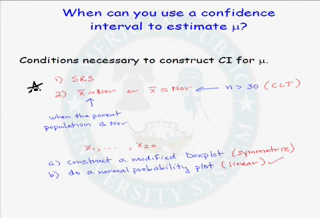 When can you use a confidence
interval to estimate μ?
Conditions necessary to construct CI for μ.
1) SRS
2) x̄ ~ Nor or x̄ ≈ Nor ← n > 30 (CLT)
when the parent
population is Nor
x₁, ..., x₂₀
a) construct a modified boxplot (symmetric)
b) do a normal probability plot (linear) ✓